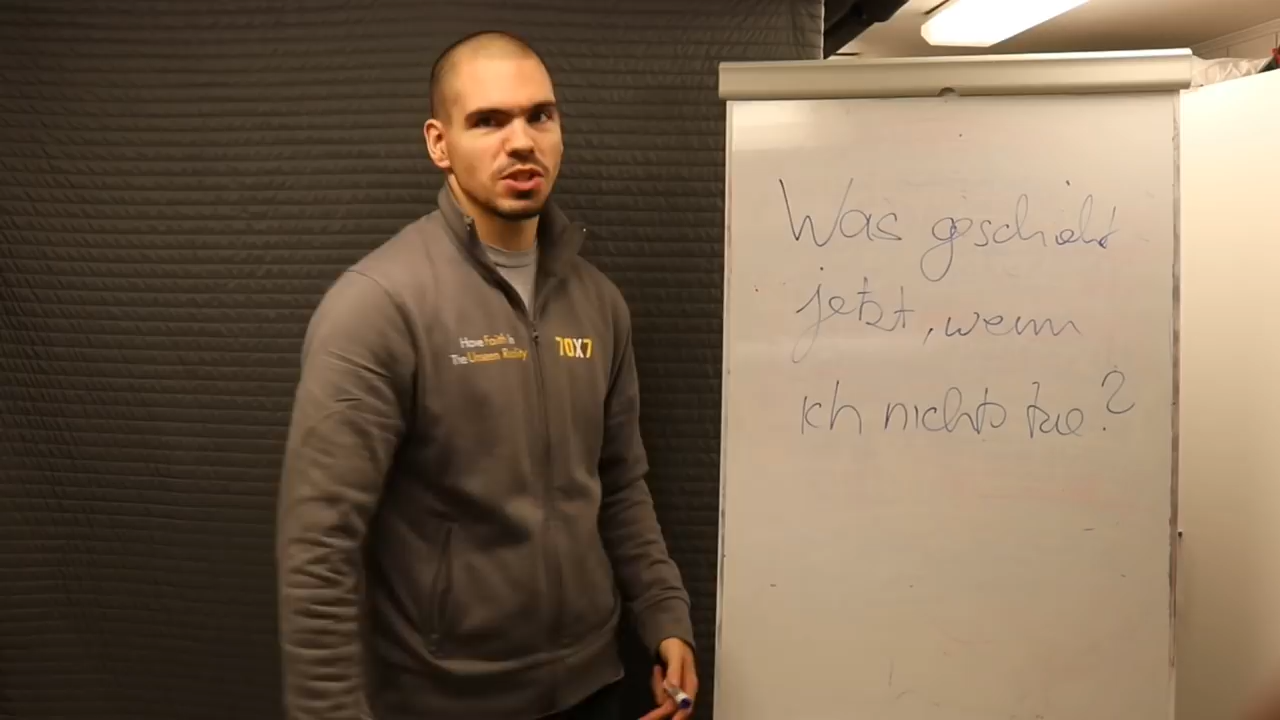 Have Faith In
The Unseen Reality
70X7
Was geschieht
jetzt, wenn
ich nichts tue?